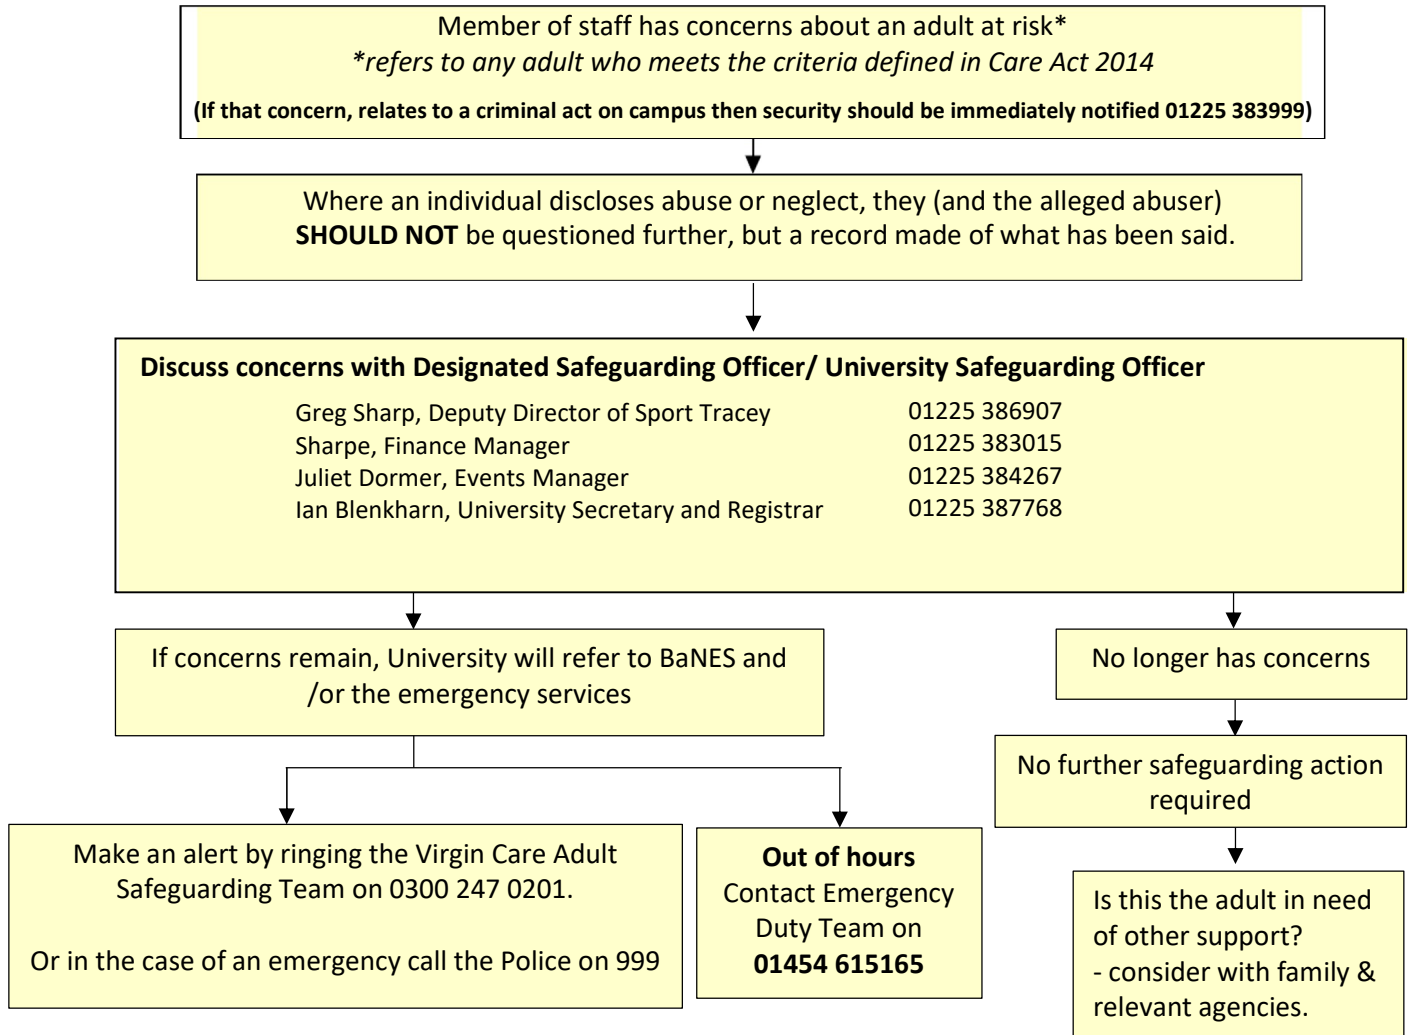 Member of staff has concerns about an adult at risk*
*refers to any adult who meets the criteria defined in Care Act 2014
(If that concern, relates to a criminal act on campus then security should be immediately notified 01225 383999)
Where an individual discloses abuse or neglect, they (and the alleged abuser)
SHOULD NOT be questioned further, but a record made of what has been said.
Discuss concerns with Designated Safeguarding Officer/ University Safeguarding Officer
Greg Sharp, Deputy Director of Sport Tracey 01225 386907
Sharpe, Finance Manager 01225 383015
Juliet Dormer, Events Manager 01225 384267
Ian Blenkharn, University Secretary and Registrar 01225 387768
If concerns remain, University will refer to BaNES and
/or the emergency services
Make an alert by ringing the Virgin Care Adult
Safeguarding Team on 0300 247 0201.
Or in the case of an emergency call the Police on 999
Out of hours
Contact Emergency
Duty Team on
01454 615165
No longer has concerns
No further safeguarding action
required
Is this the adult in need
of other support?
- consider with family &
relevant agencies.